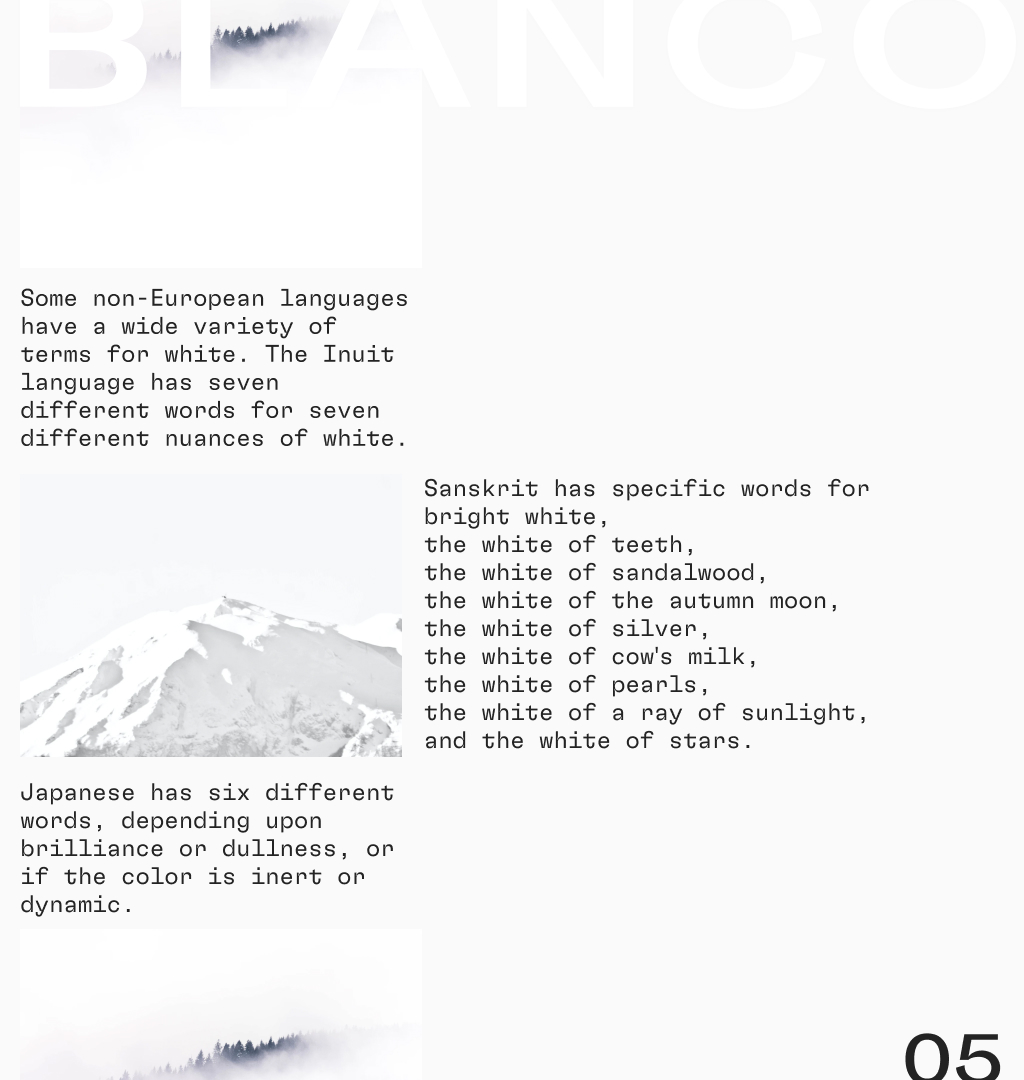 BLANCO
Some non-European languages
have a wide variety of
terms for white. The Inuit
language has seven
different words for seven
different nuances of white.
Sanskrit has specific words for
bright white,
the white of teeth,
the white of sandalwood,
the white of the autumn moon,
the white of silver,
the white of cow's milk,
the white of pearls,
the white of a ray of sunlight,
and the white of stars.
Japanese has six different
words, depending upon
brilliance or dullness, or
if the color is inert or
dynamic.
05